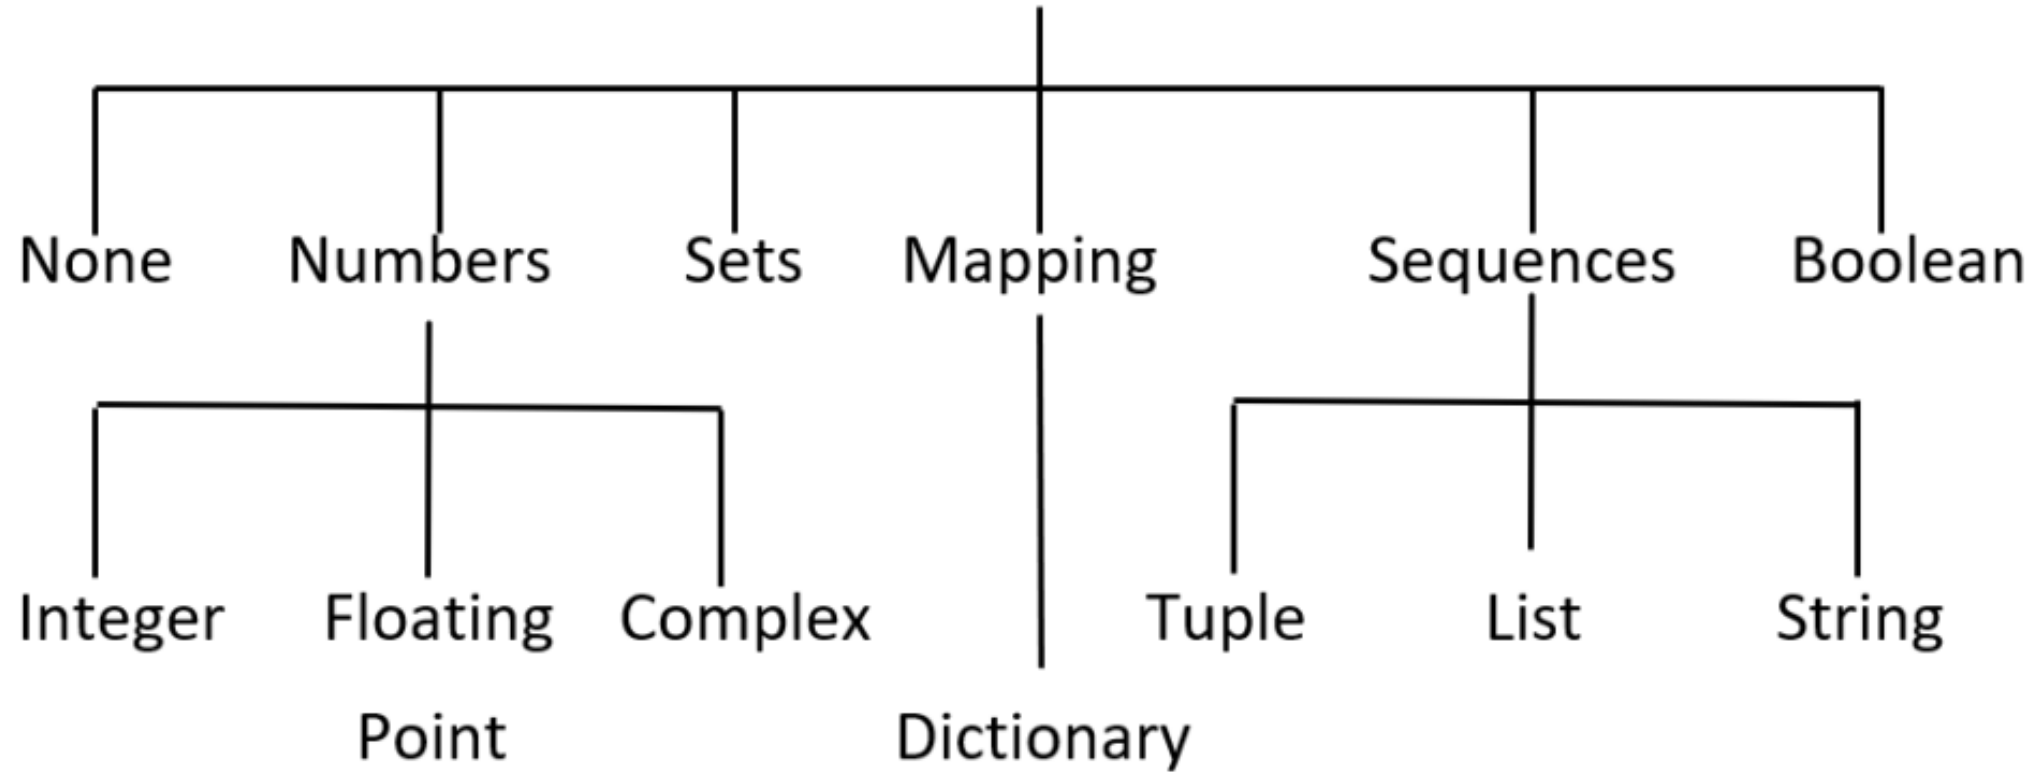 None Numbers Sets Mapping Sequences Boolean
Integer Floating Complex Tuple List String
Point Dictionary